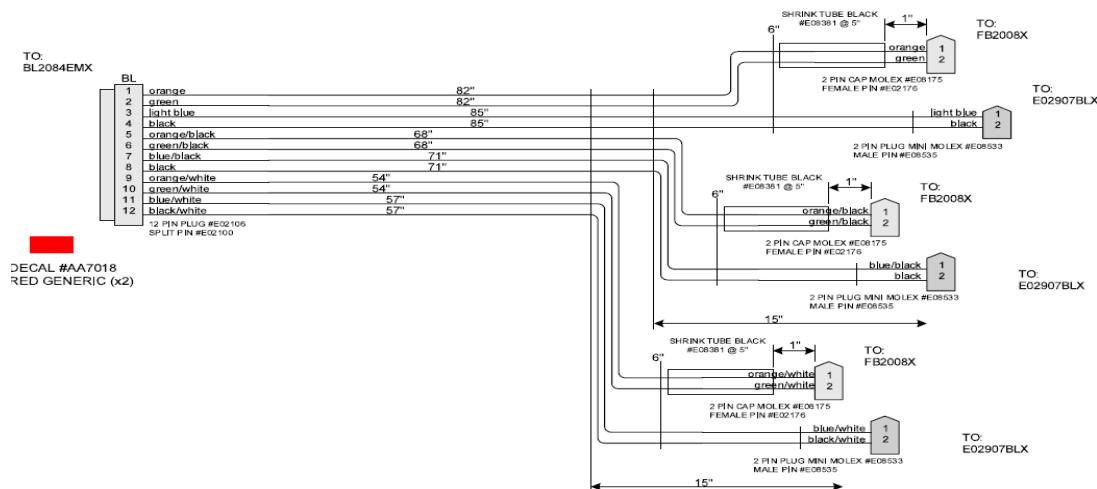 SHRINK TUBE BLACK
#E08381 @ 5"
1"
TO:
FB2008X
6"
orange 1
green 2
2 PIN CAP MOLEX #E08175
FEMALE PIN #E02176
TO:
BL2084EMX
BL
1 orange 82"
2 green 82"
3 light blue 85"
4 black 85"
5 orange/black 68"
6 green/black 68"
7 blue/black 71"
8 black 71"
9 orange/white 54"
10 green/white 54"
11 blue/white 57"
12 black/white 57"
12 PIN PLUG #E02106
SPLIT PIN #E02100
DECAL #AA7018
RED GENERIC (x2)
TO:
E02907BLX
light blue 1
black 2
2 PIN PLUG MINI MOLEX #E08533
MALE PIN #E08535
SHRINK TUBE BLACK
#E08381 @ 5"
1"
TO:
FB2008X
6"
orange/black 1
green/black 2
2 PIN CAP MOLEX #E08175
FEMALE PIN #E02176
blue/black 1
black 2
TO:
E02907BLX
2 PIN PLUG MINI MOLEX #E08533
MALE PIN #E08535
15"
SHRINK TUBE BLACK
#E08381 @ 5"
1"
TO:
FB2008X
6"
orange/white 1
green/white 2
2 PIN CAP MOLEX #E08175
FEMALE PIN #E02176
blue/white 1
black/white 2
TO:
E02907BLX
2 PIN PLUG MINI MOLEX #E08533
MALE PIN #E08535
15"